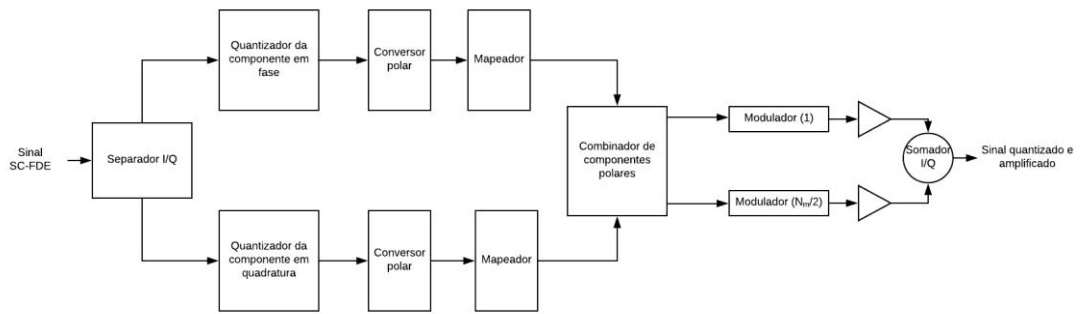 Sinal
SC-FDE
Separador I/Q
Quantizador da
componente em
fase
Conversor
polar
Mapeador
Quantizador da
componente em
quadratura
Conversor
polar
Mapeador
Combinador de
componentes
polares
Modulador (1)
Modulador (Nm/2)
Somador
I/Q
Sinal quantizado e
amplificado